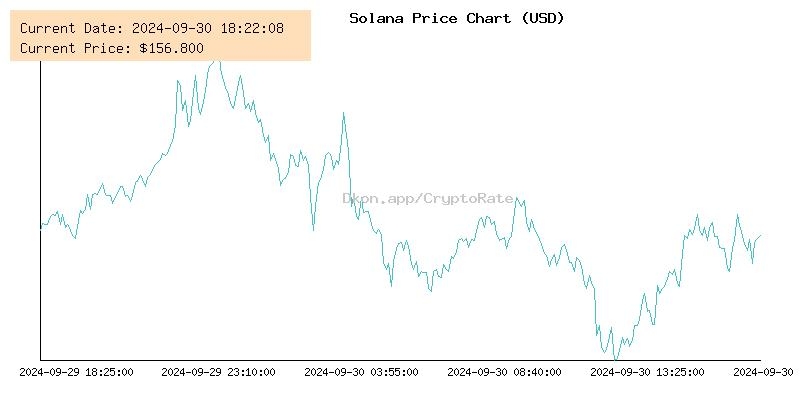 Solana Price Chart (USD)
Current Date: 2024-09-30 18:22:08
Current Price: $156.800
Dkon.app/CryptoRate
2024-09-29 18:25:00 2024-09-29 23:10:00 2024-09-30 03:55:00 2024-09-30 08:40:00 2024-09-30 13:25:00 2024-09-30